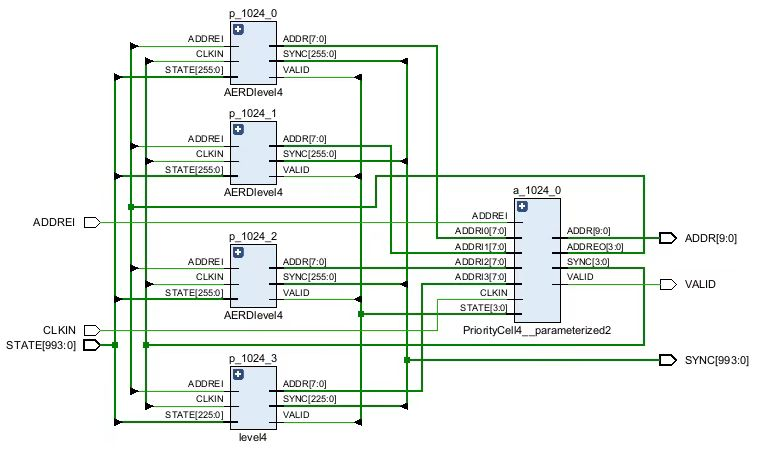 p_1024_0
ADDREI
CLKIN
STATE[255:0]
ADDR[7:0]
SYNC[255:0]
VALID
AERDlevel4
p_1024_1
ADDREI
CLKIN
STATE[255:0]
ADDR[7:0]
SYNC[255:0]
VALID
AERDlevel4
a_1024_0
ADDREI
ADDRI0[7:0]
ADDRI1[7:0]
ADDRI2[7:0]
ADDRI3[7:0]
CLKIN
STATE[3:0]
ADDR[9:0]
ADDREO[3:0]
SYNC[3:0]
VALID
PriorityCell4__parameterized2
ADDREI
ADDR[9:0]
p_1024_2
ADDREI
CLKIN
STATE[255:0]
ADDR[7:0]
SYNC[255:0]
VALID
AERDlevel4
VALID
CLKIN
STATE[993:0]
SYNC[993:0]
p_1024_3
ADDREI
CLKIN
STATE[225:0]
ADDR[7:0]
SYNC[225:0]
VALID
level4